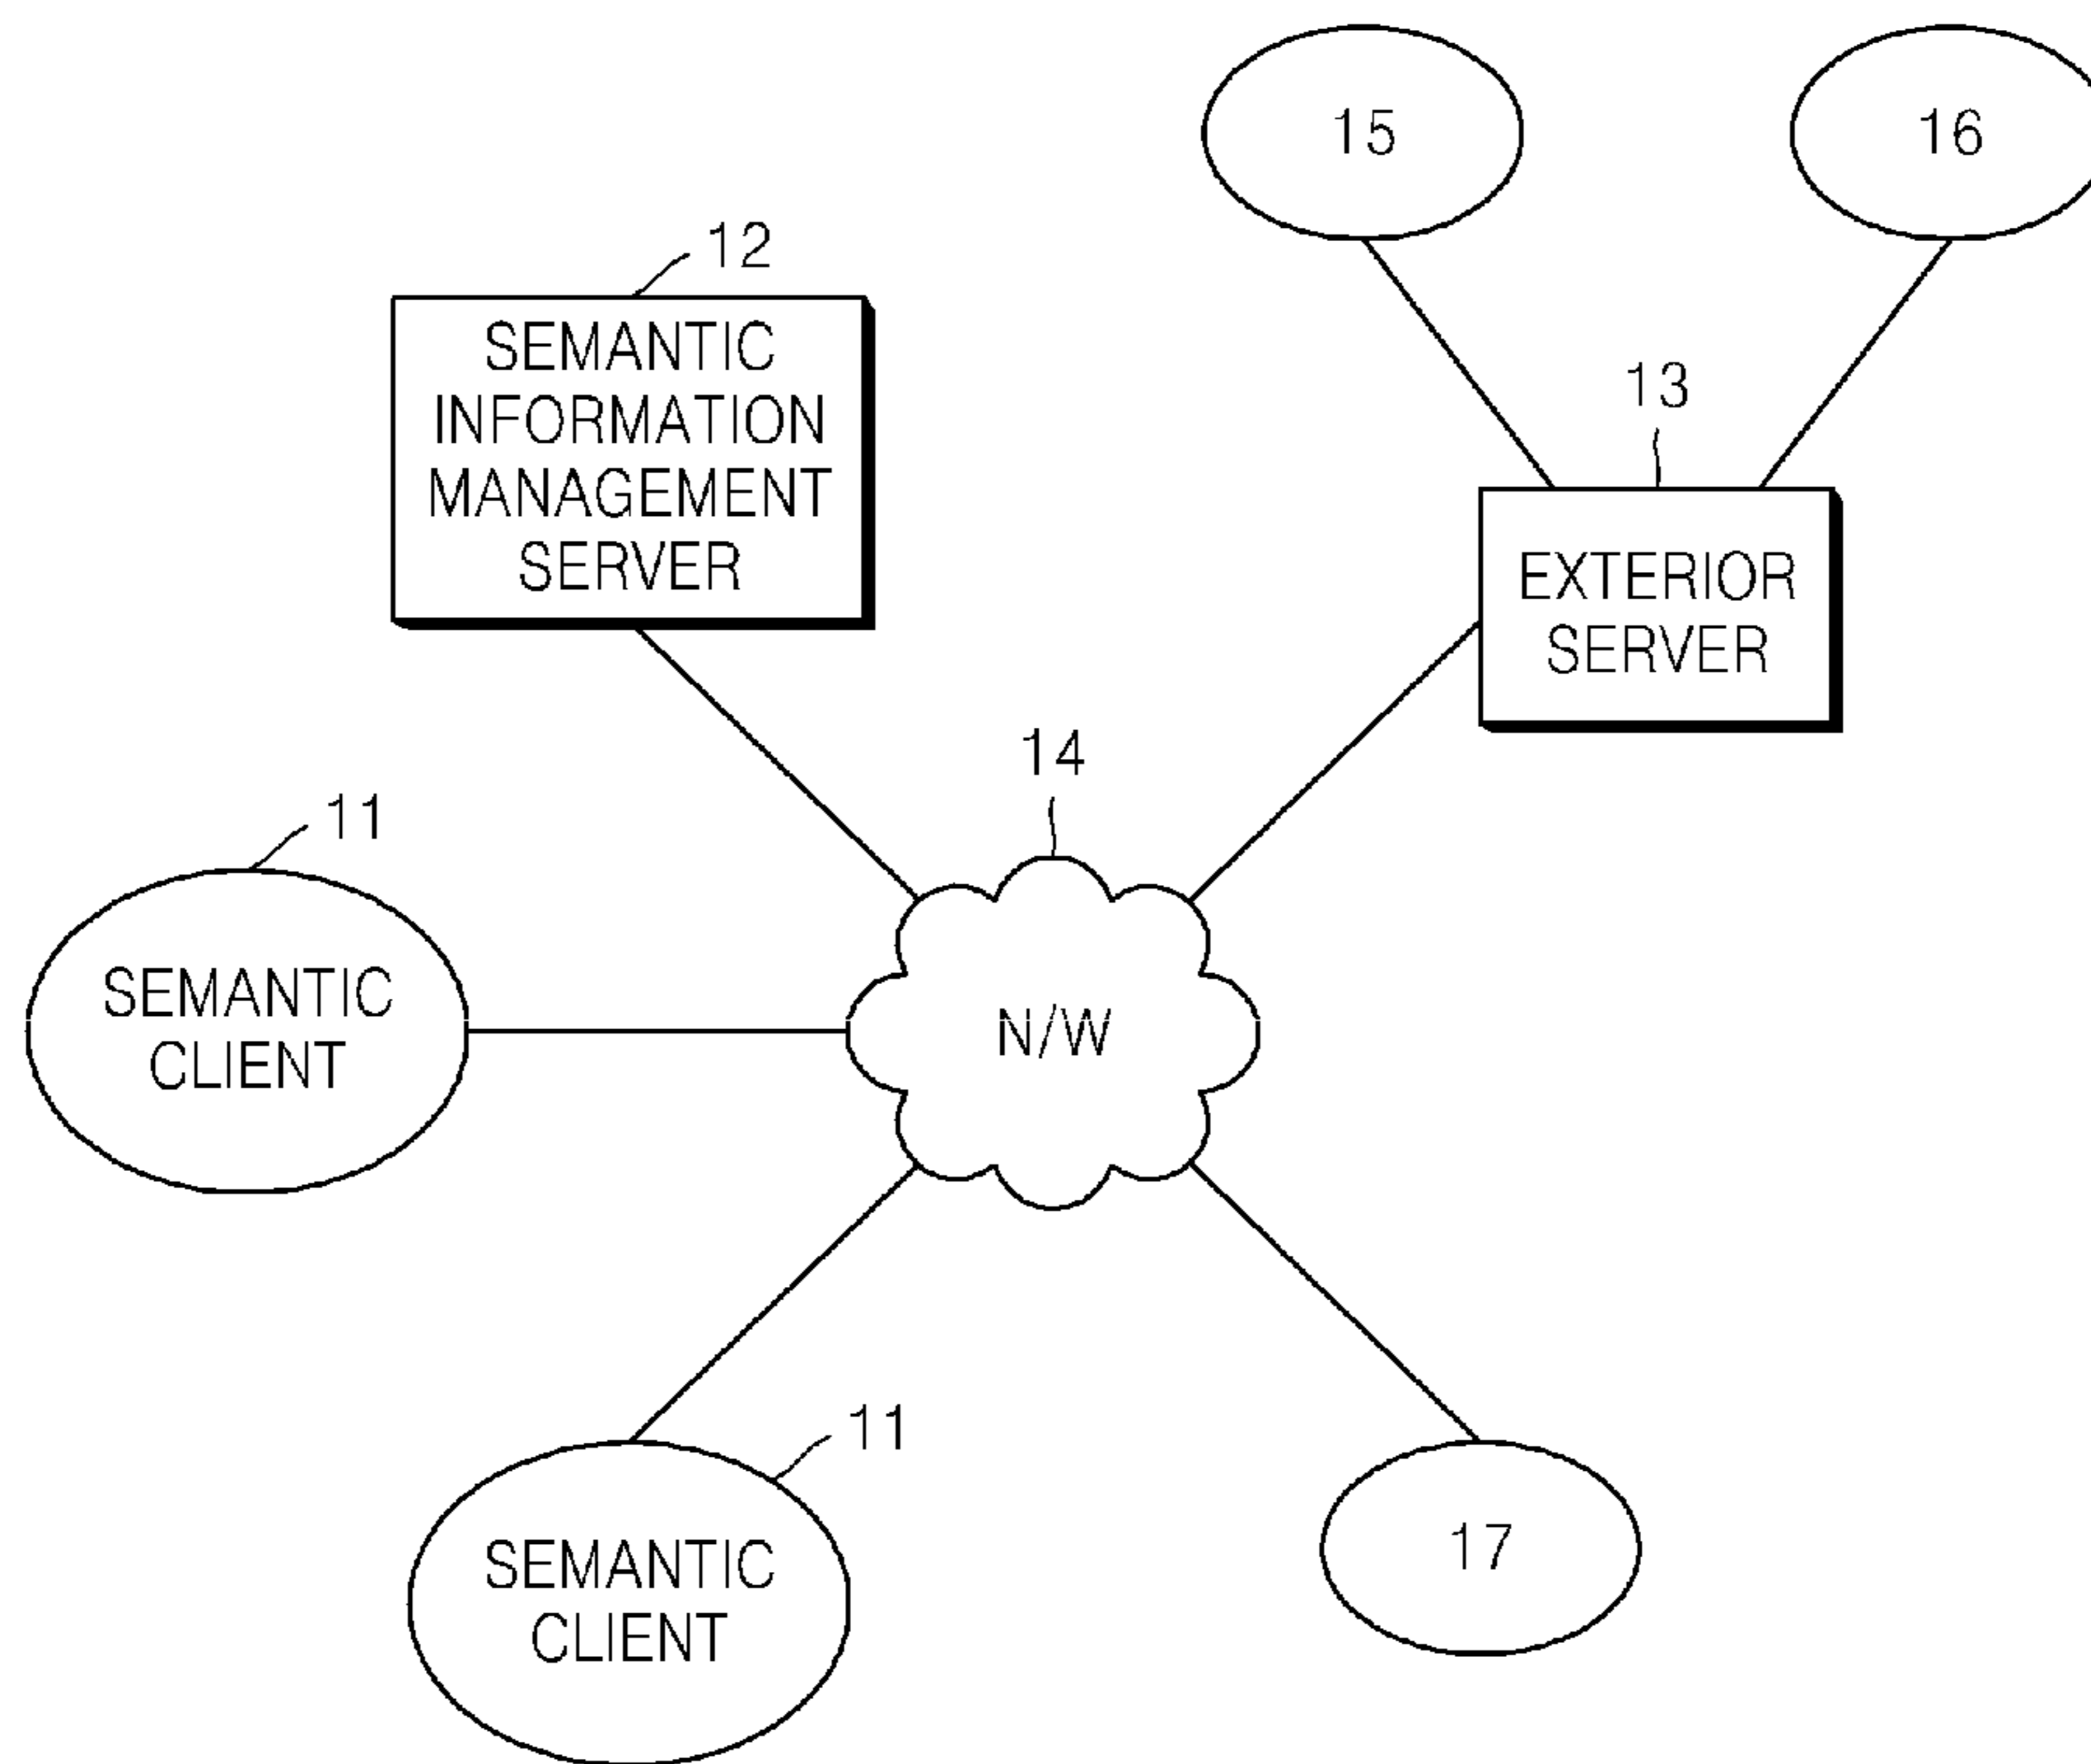 15
16
12
SEMANTIC
INFORMATION
MANAGEMENT
SERVER
13
EXTERIOR
SERVER
14
11
SEMANTIC
CLIENT
N/W
11
SEMANTIC
CLIENT
17